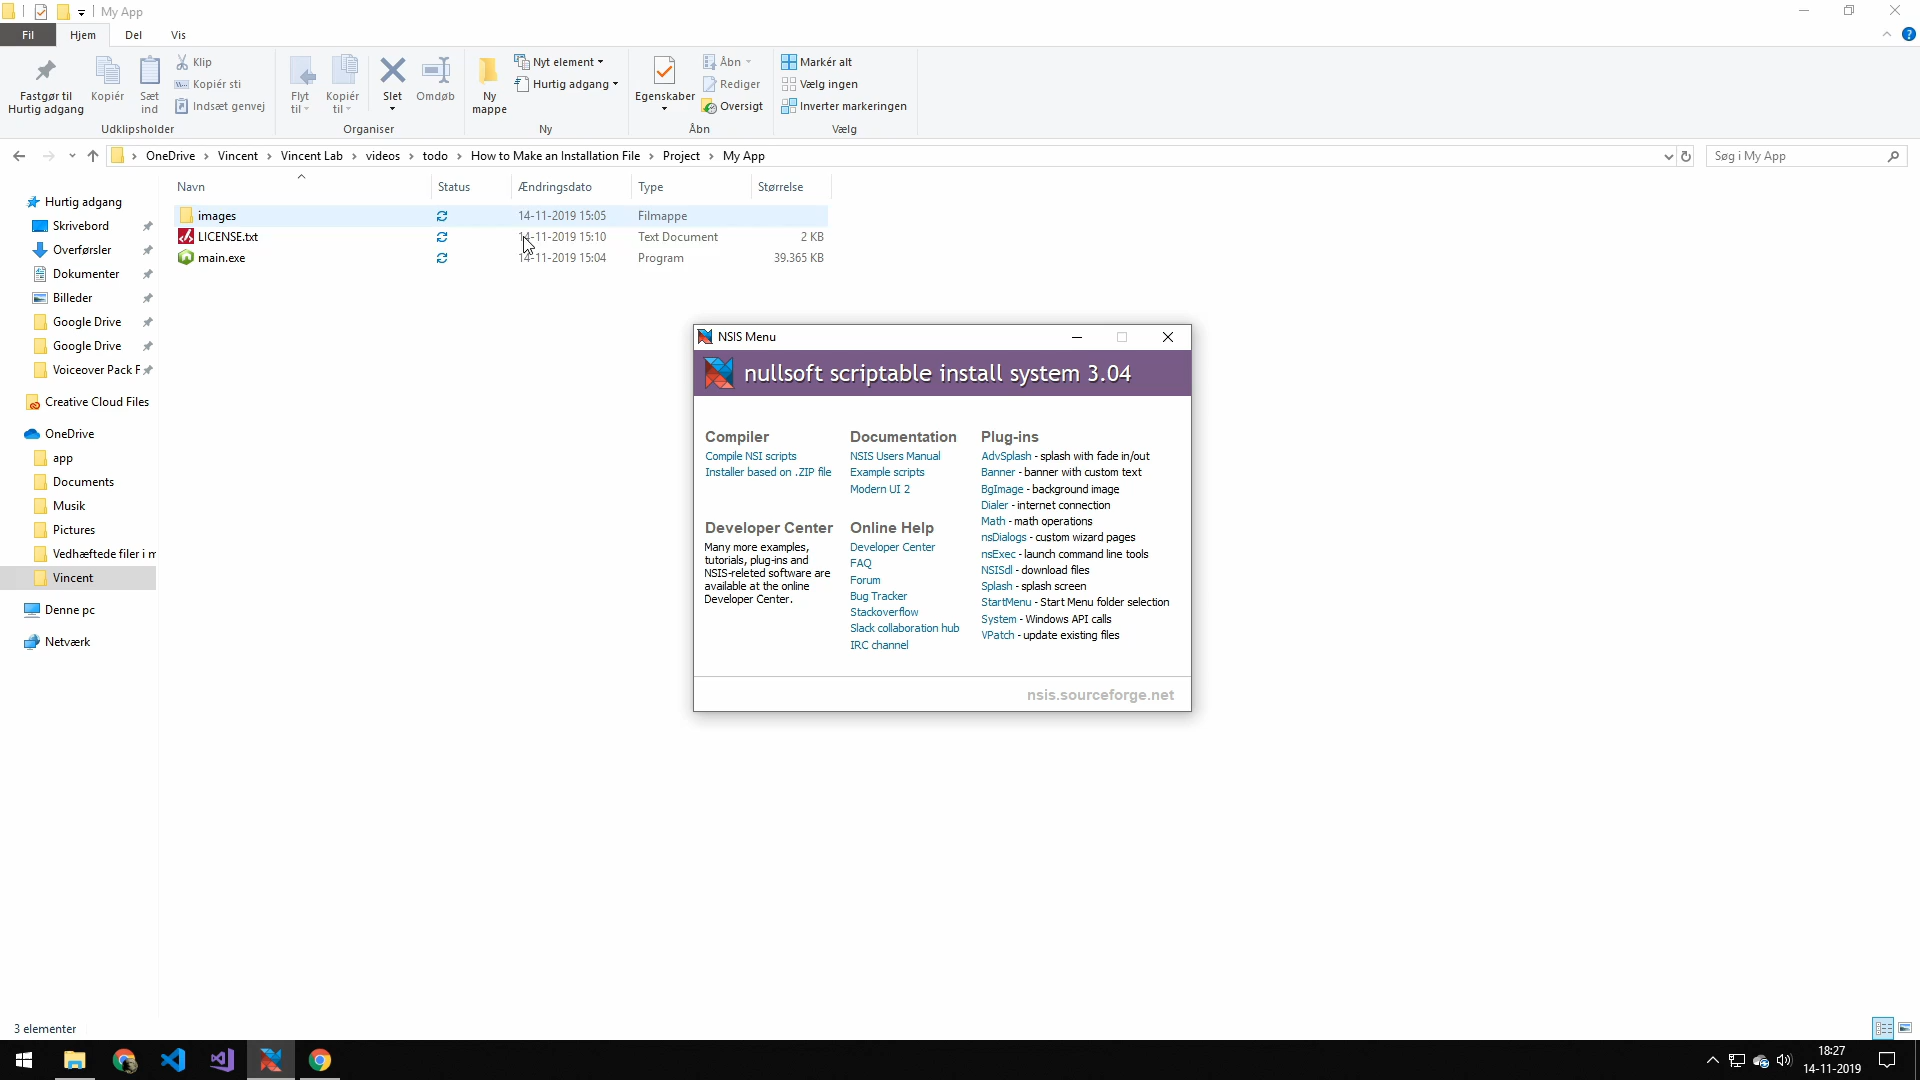 My App
Fil Hjem Del Vis
Fastgør til
Hurtig adgang
Kopiér
Sæt
ind
Klip
Kopiér sti
Indsæt genvej
Udklipsholder
Flyt
til
Kopiér
til
Slet
Omdøb
Organiser
Ny
mappe
Nyt element
Hurtig adgang
Ny
Egenskaber
Åbn
Rediger
Oversigt
Åbn
Markér alt
Vælg ingen
Inverter markeringen
Vælg
OneDrive › Vincent › Vincent Lab › videos › todo › How to Make an Installation File › Project › My App
Søg i My App
Navn Status Ændringsdato Type Størrelse
images 14-11-2019 15:05 Filmappe
LICENSE.txt 14-11-2019 15:10 Text Document 2 KB
main.exe 14-11-2019 15:04 Program 39.365 KB
Hurtig adgang
Skrivebord
Overførsler
Dokumenter
Billeder
Google Drive
Google Drive
Voiceover Pack F
Creative Cloud Files
OneDrive
app
Documents
Musik
Pictures
Vedhæftede filer i m
Vincent
Denne pc
Netværk
NSIS Menu
nullsoft scriptable install system 3.04
Compiler
Compile NSI scripts
Installer based on .ZIP file
Developer Center
Many more examples,
tutorials, plug-ins and
NSIS-releted software are
available at the online
Developer Center.
Documentation
NSIS Users Manual
Example scripts
Modern UI 2
Online Help
Developer Center
FAQ
Forum
Bug Tracker
Stackoverflow
Slack collaboration hub
IRC channel
Plug-ins
AdvSplash - splash with fade in/out
Banner - banner with custom text
BgImage - background image
Dialer - internet connection
Math - math operations
nsDialogs - custom wizard pages
nsExec - launch command line tools
NSISdl - download files
Splash - splash screen
StartMenu - Start Menu folder selection
System - Windows API calls
VPatch - update existing files
nsis.sourceforge.net
3 elementer
18:27
14-11-2019